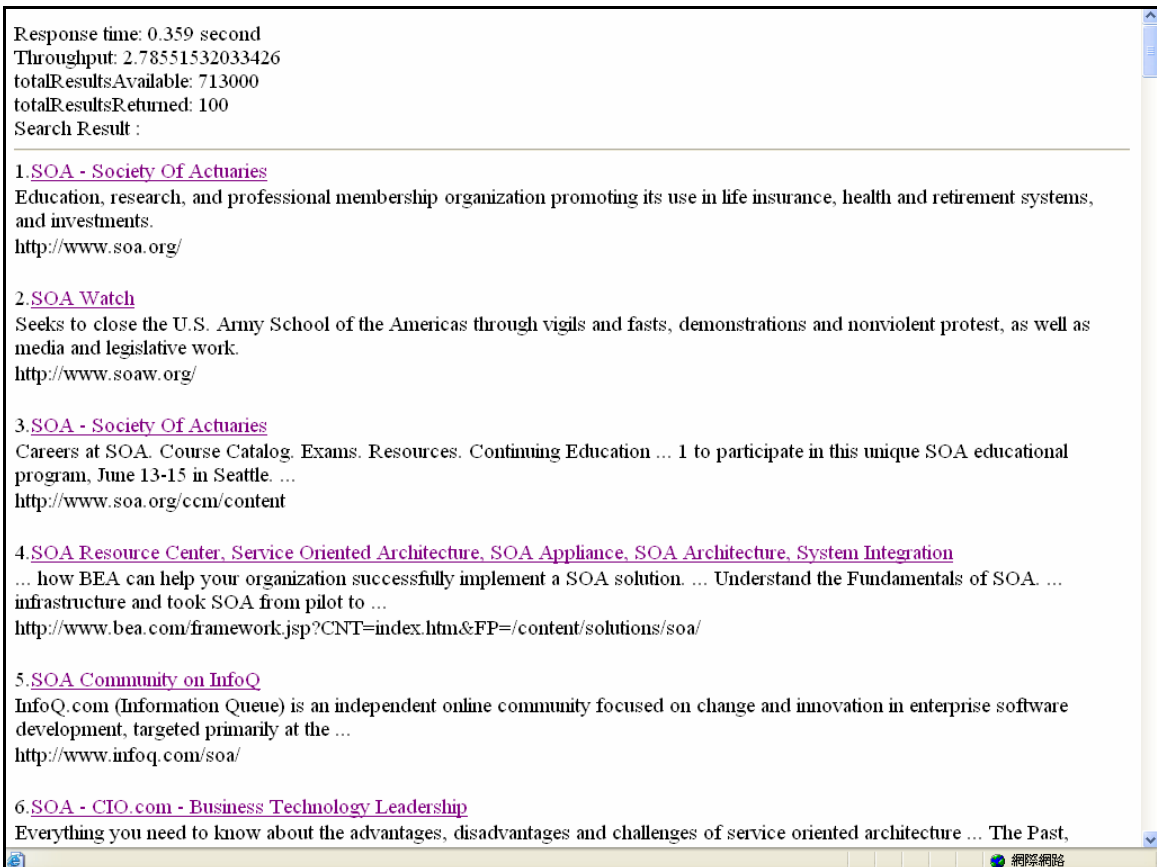 Response time: 0.359 second
Throughput: 2.78551532033426
totalResultsAvailable: 713000
totalResultsReturned: 100
Search Result :
1.SOA - Society Of Actuaries
Education, research, and professional membership organization promoting its use in life insurance, health and retirement systems,
and investments.
http://www.soa.org/
2.SOA Watch
Seeks to close the U.S. Army School of the Americas through vigils and fasts, demonstrations and nonviolent protest, as well as
media and legislative work.
http://www.soaw.org/
3.SOA - Society Of Actuaries
Careers at SOA. Course Catalog. Exams. Resources. Continuing Education ... 1 to participate in this unique SOA educational
program, June 13-15 in Seattle. ...
http://www.soa.org/ccm/content
4.SOA Resource Center, Service Oriented Architecture, SOA Appliance, SOA Architecture, System Integration
... how BEA can help your organization successfully implement a SOA solution. ... Understand the Fundamentals of SOA. ...
infrastructure and took SOA from pilot to ...
http://www.bea.com/framework.jsp?CNT=index.htm&FP=/content/solutions/soa/
5.SOA Community on InfoQ
InfoQ.com (Information Queue) is an independent online community focused on change and innovation in enterprise software
development, targeted primarily at the ...
http://www.infoq.com/soa/
6.SOA - CIO.com - Business Technology Leadership
Everything you need to know about the advantages, disadvantages and challenges of service oriented architecture ... The Past,
網際網路